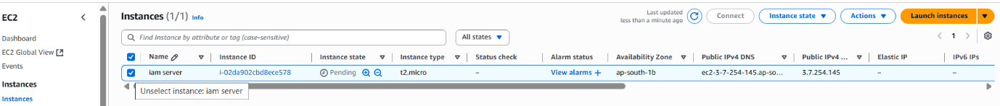 EC2
Dashboard
EC2 Global View
Events
Instances
Instances
Instances (1/1) Info
Last updated
less than a minute ago
Connect
Instance state
Actions
Launch instances
Find Instance by attribute or tag (case-sensitive)
All states
1
Name Instance ID Instance state Instance type Status check Alarm status Availability Zone Public IPv4 DNS Public IPv4 ... Elastic IP IPv6 IPs
iam server i-02da902cbd8ece578 Pending t2.micro – View alarms + ap-south-1b ec2-3-7-254-145.ap-so... 3.7.254.145 – –
Unselect instance: iam server